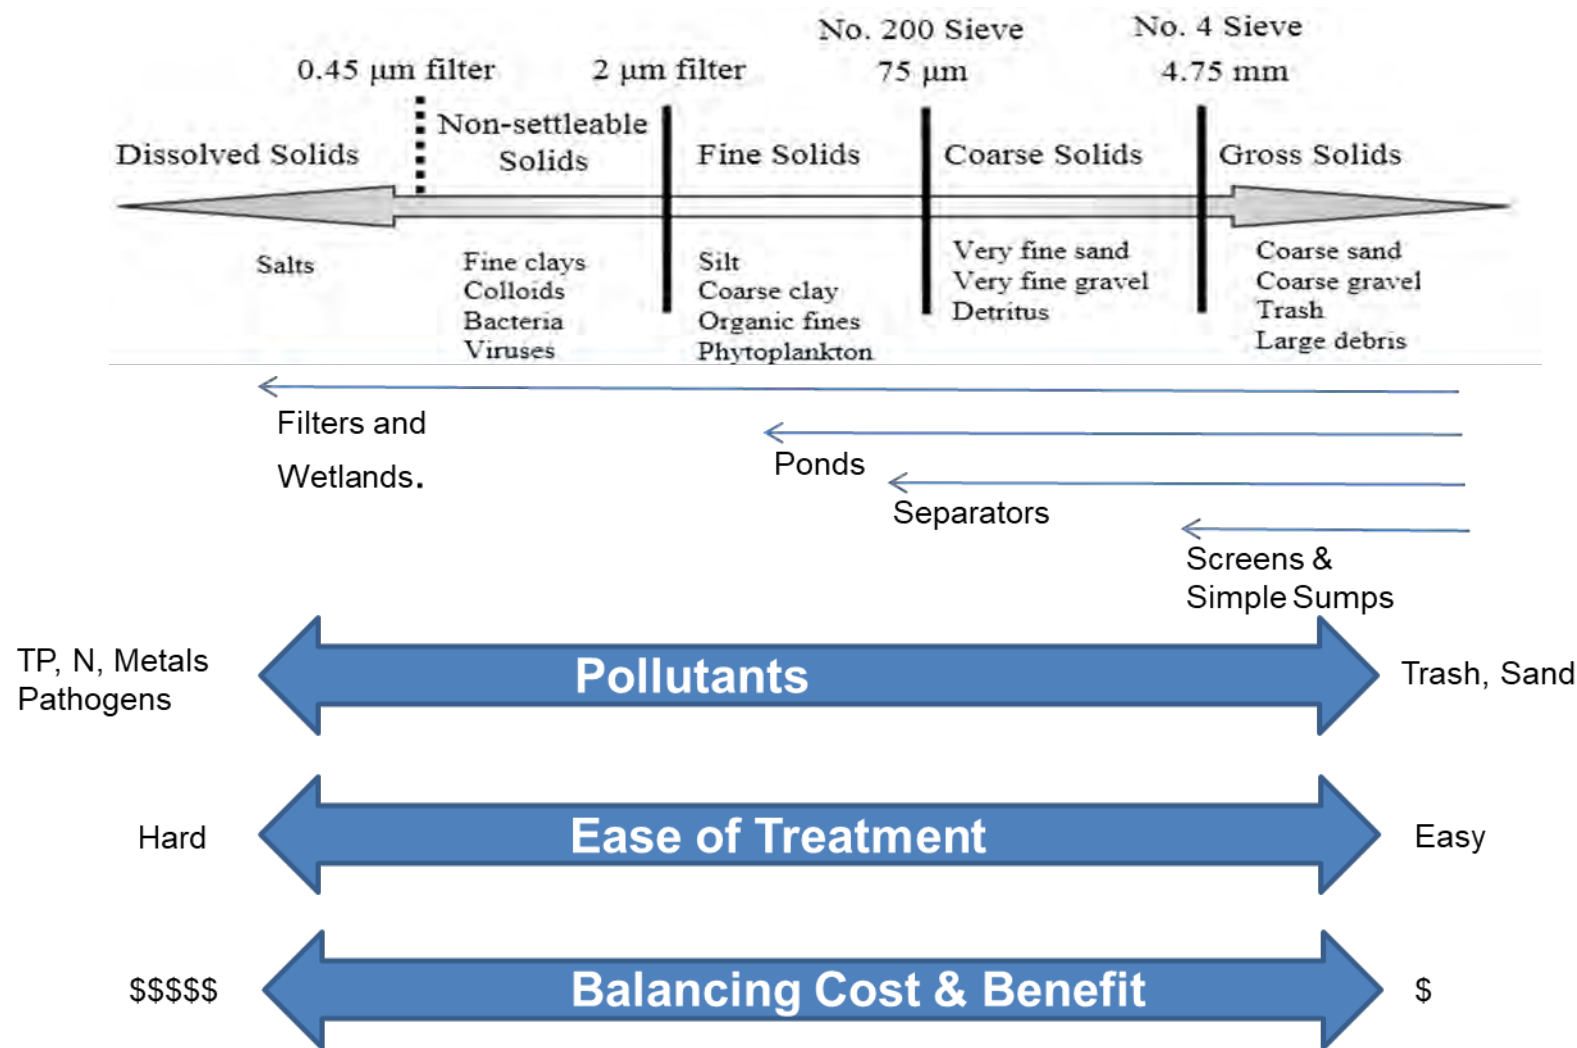 No. 200 Sieve
No. 4 Sieve
0.45 µm filter
2 µm filter
75 µm
4.75 mm
Dissolved Solids
Non-settleable
Solids
Fine Solids
Coarse Solids
Gross Solids
Salts
Fine clays
Colloids
Bacteria
Viruses
Silt
Coarse clay
Organic fines
Phytoplankton
Very fine sand
Very fine gravel
Detritus
Coarse sand
Coarse gravel
Trash
Large debris
Filters and
Wetlands.
Ponds
Separators
Screens &
Simple Sumps
TP, N, Metals
Pathogens
Pollutants
Trash, Sand
Hard
Ease of Treatment
Easy
$$$$$
Balancing Cost & Benefit
$